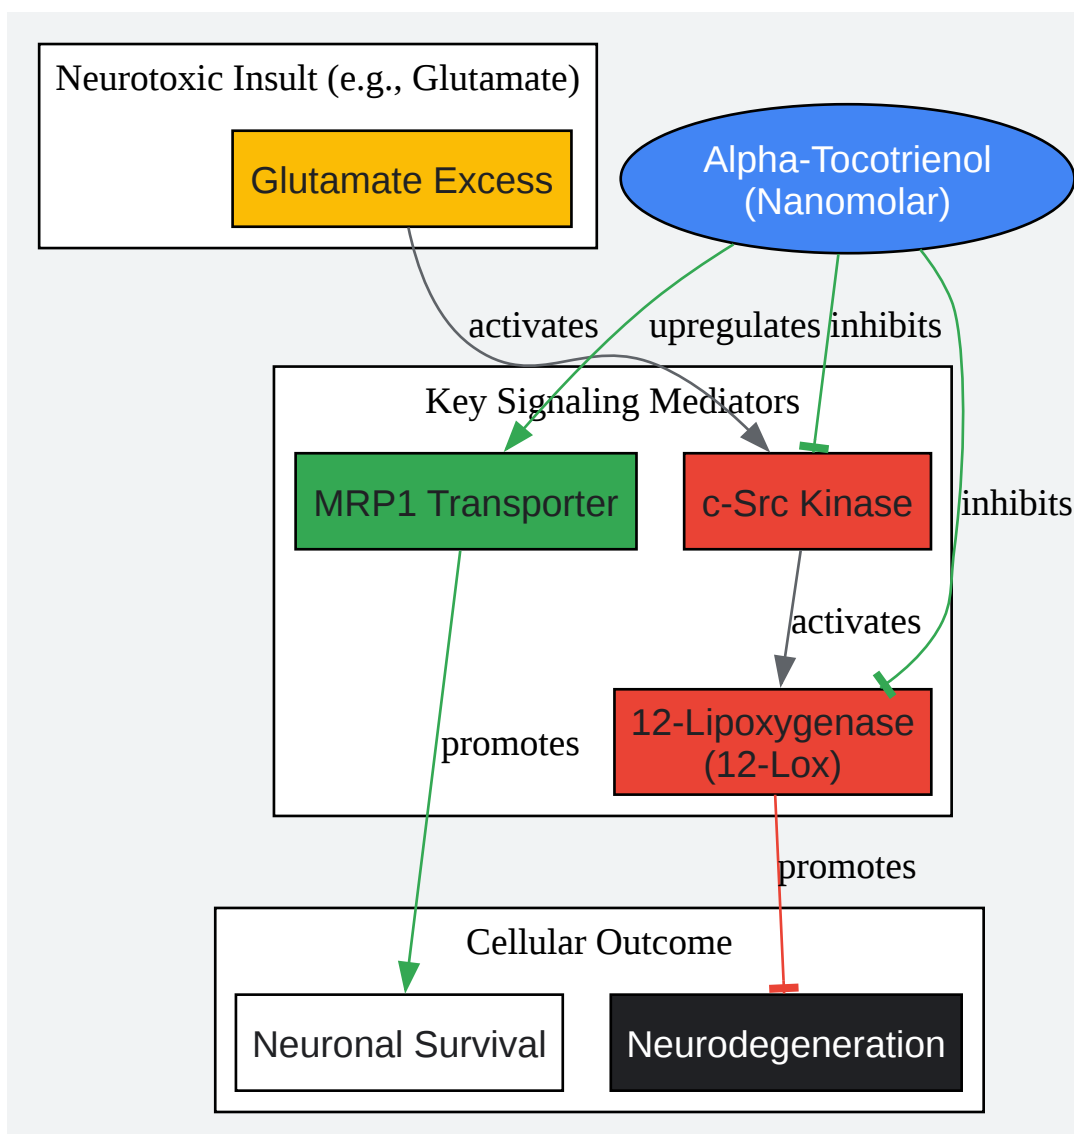 Neurotoxic Insult (e.g., Glutamate)
Glutamate Excess
Alpha-Tocotrienol
(Nanomolar)
activates
upregulates
inhibits
Key Signaling Mediators
MRP1 Transporter
c-Src Kinase
inhibits
activates
12-Lipoxygenase
(12-Lox)
promotes
promotes
Cellular Outcome
Neuronal Survival
Neurodegeneration